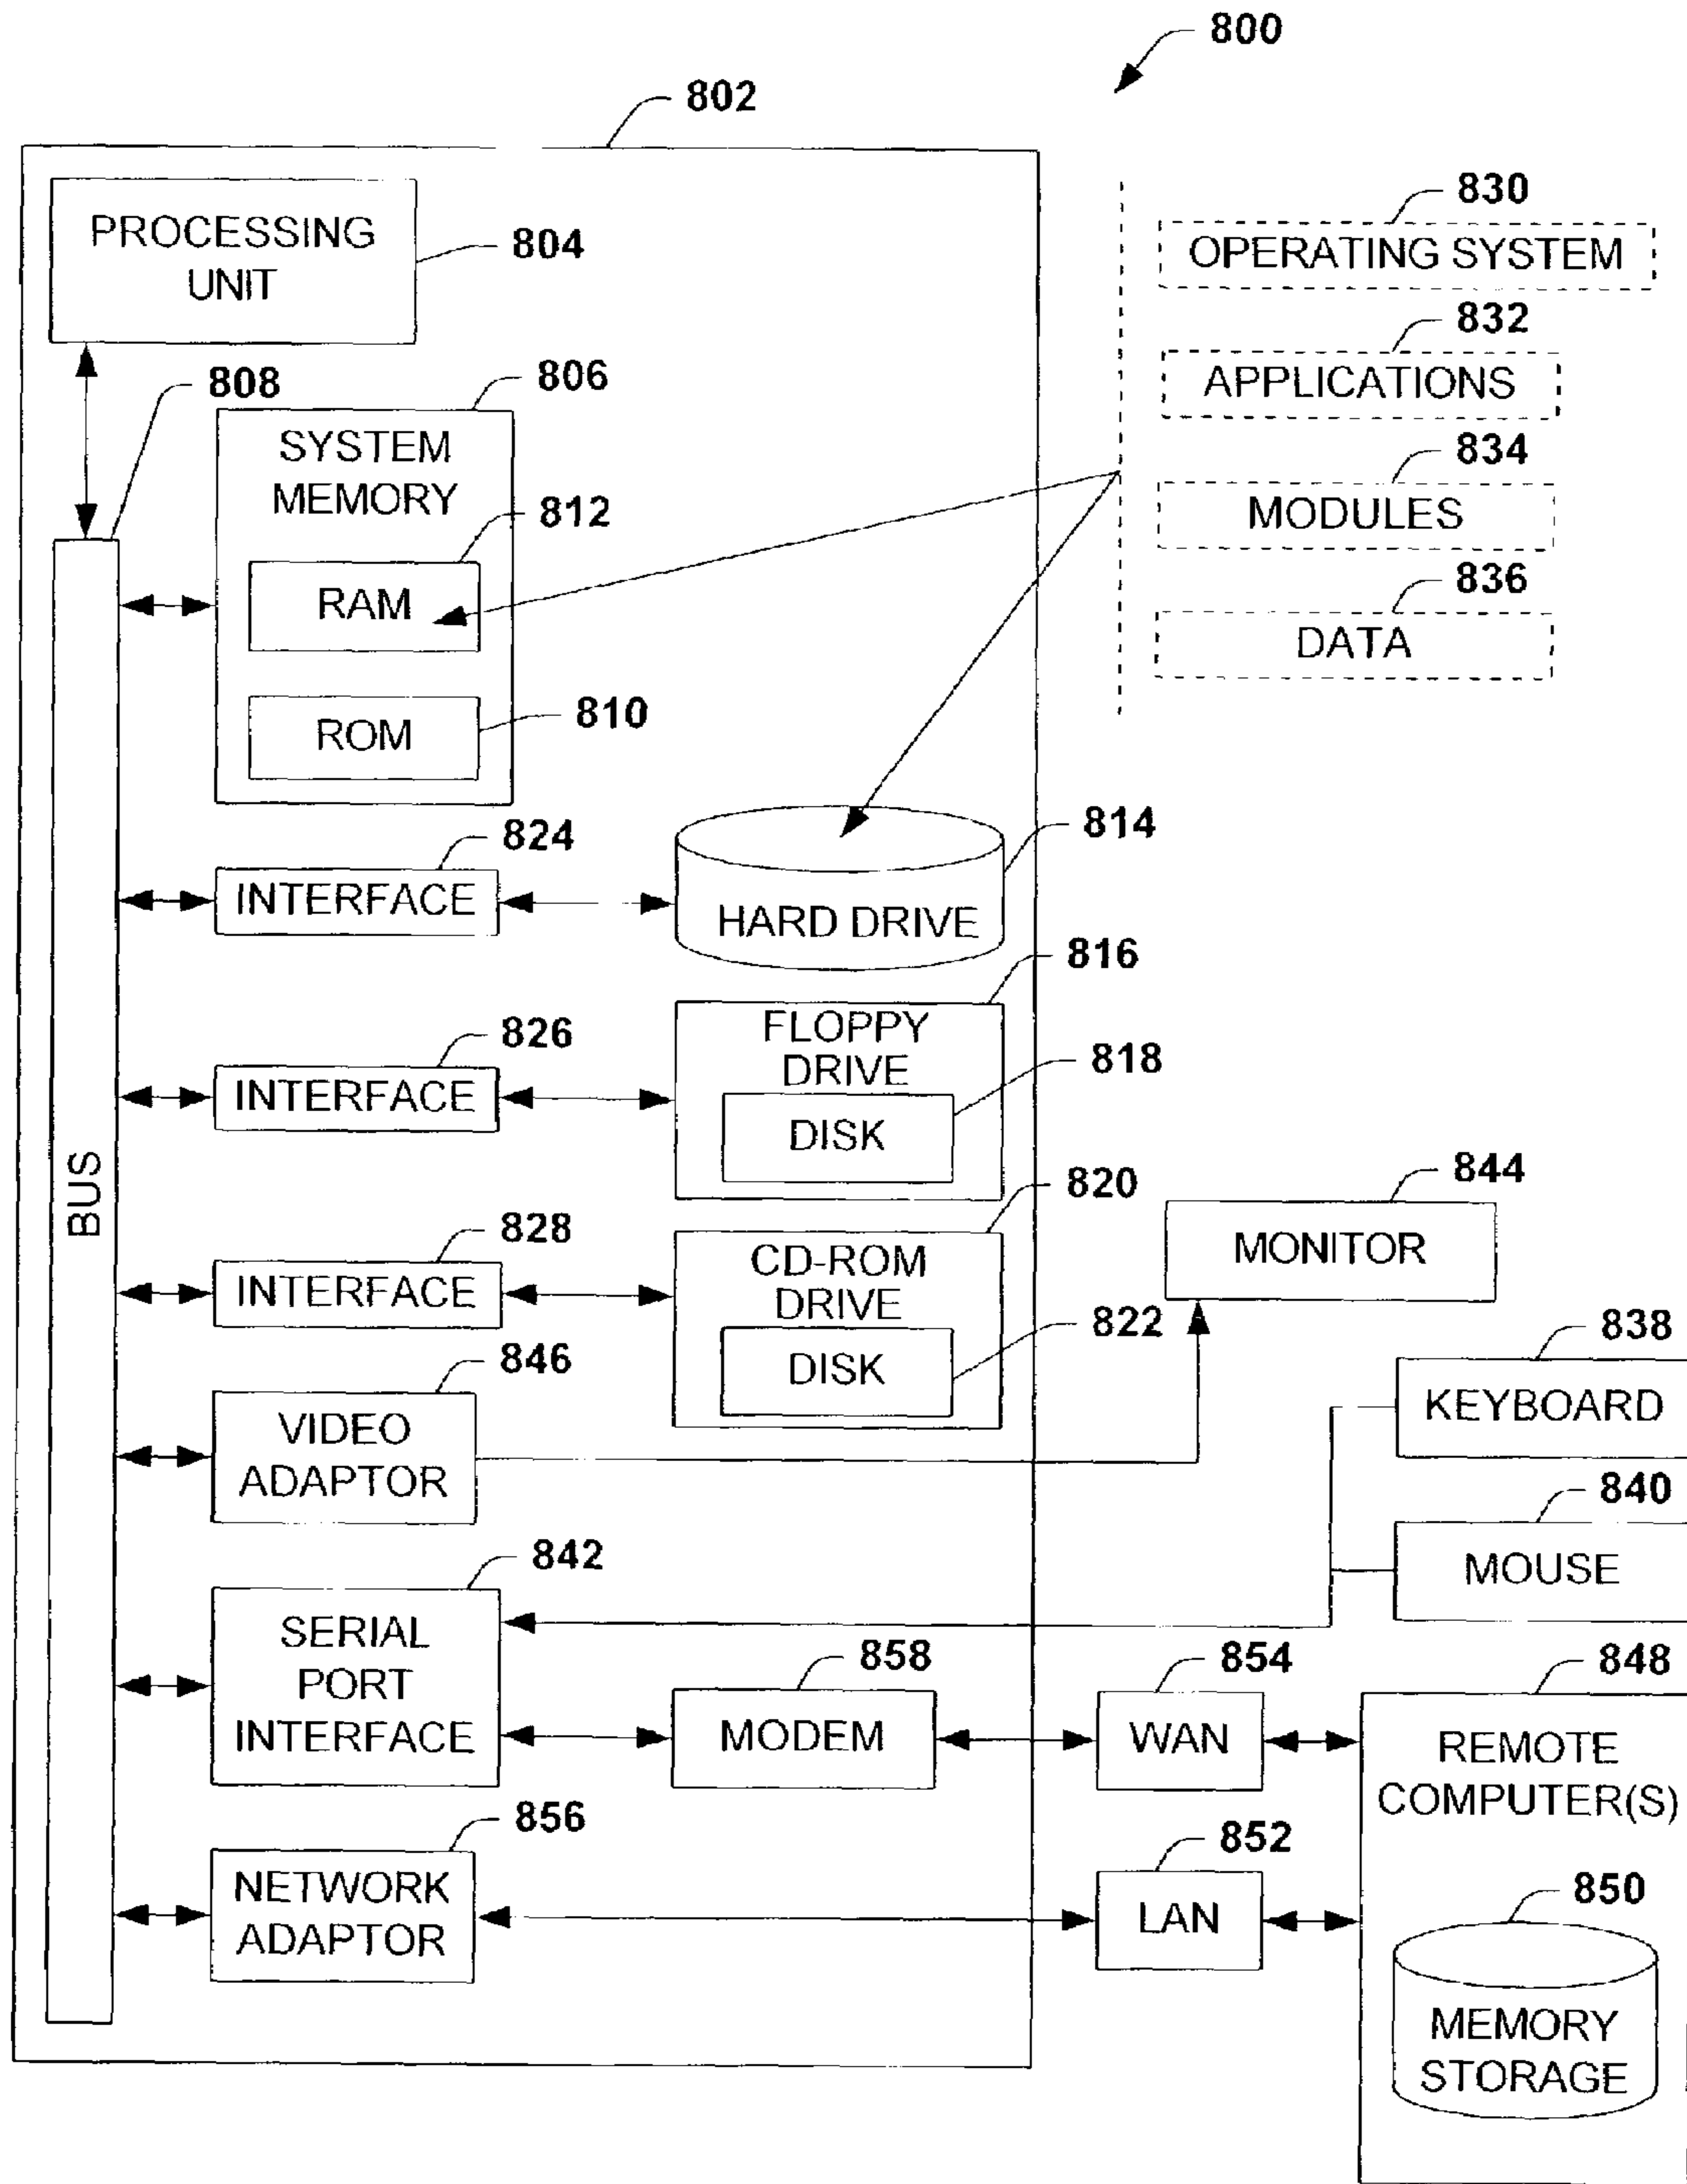 800
802
PROCESSING
UNIT
804
830
OPERATING SYSTEM
832
APPLICATIONS
834
MODULES
836
DATA
808
806
SYSTEM
MEMORY
812
RAM
810
ROM
824
INTERFACE
814
HARD DRIVE
816
826
INTERFACE
FLOPPY
DRIVE
818
DISK
BUS
820
828
INTERFACE
CD-ROM
DRIVE
822
DISK
844
MONITOR
838
KEYBOARD
846
VIDEO
ADAPTOR
840
MOUSE
842
SERIAL
PORT
INTERFACE
858
MODEM
854
WAN
848
REMOTE
COMPUTER(S)
856
NETWORK
ADAPTOR
852
LAN
850
MEMORY
STORAGE